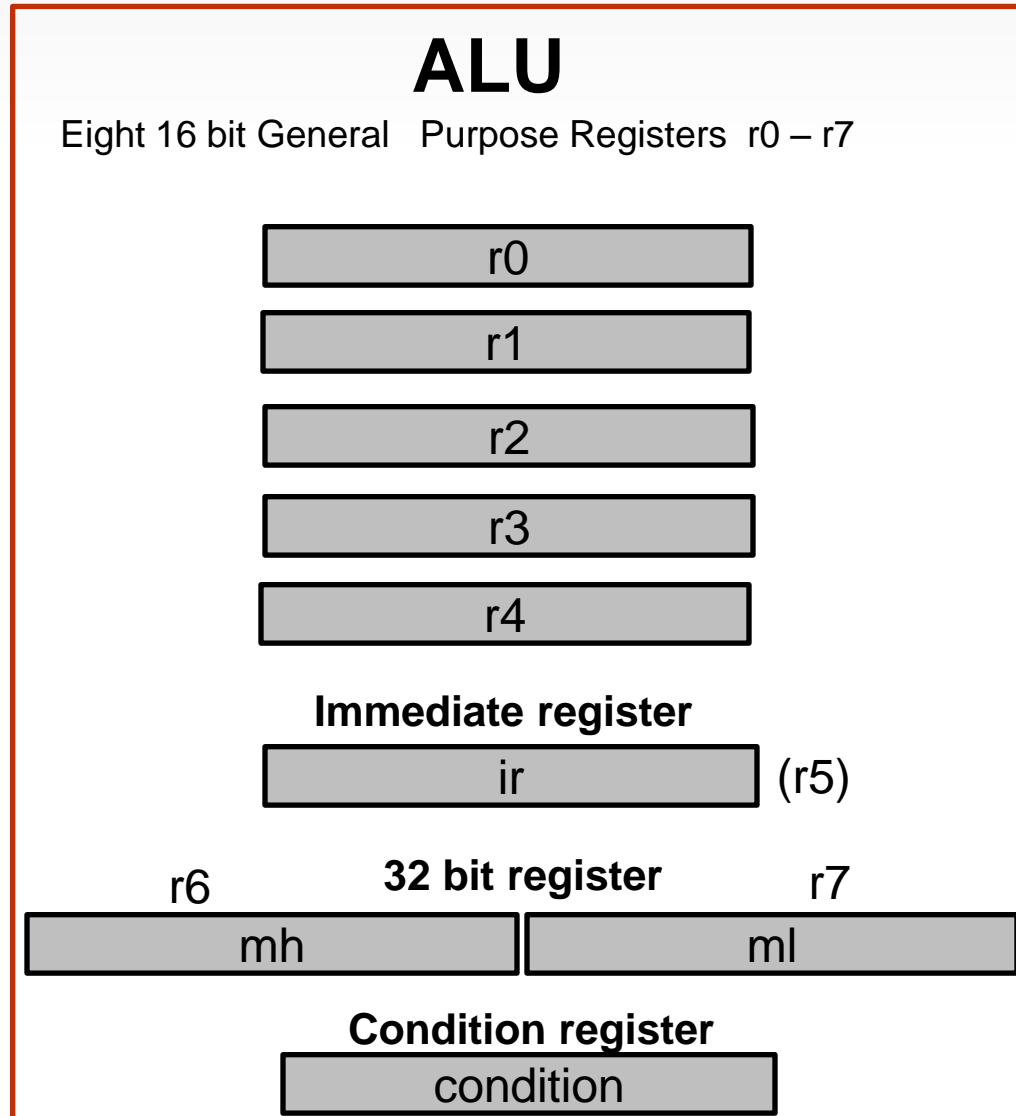 ALU
Eight 16 bit General Purpose Registers r0 – r7
r0
r1
r2
r3
r4
Immediate register
ir (r5)
r6 32 bit register r7
mh ml
Condition register
condition